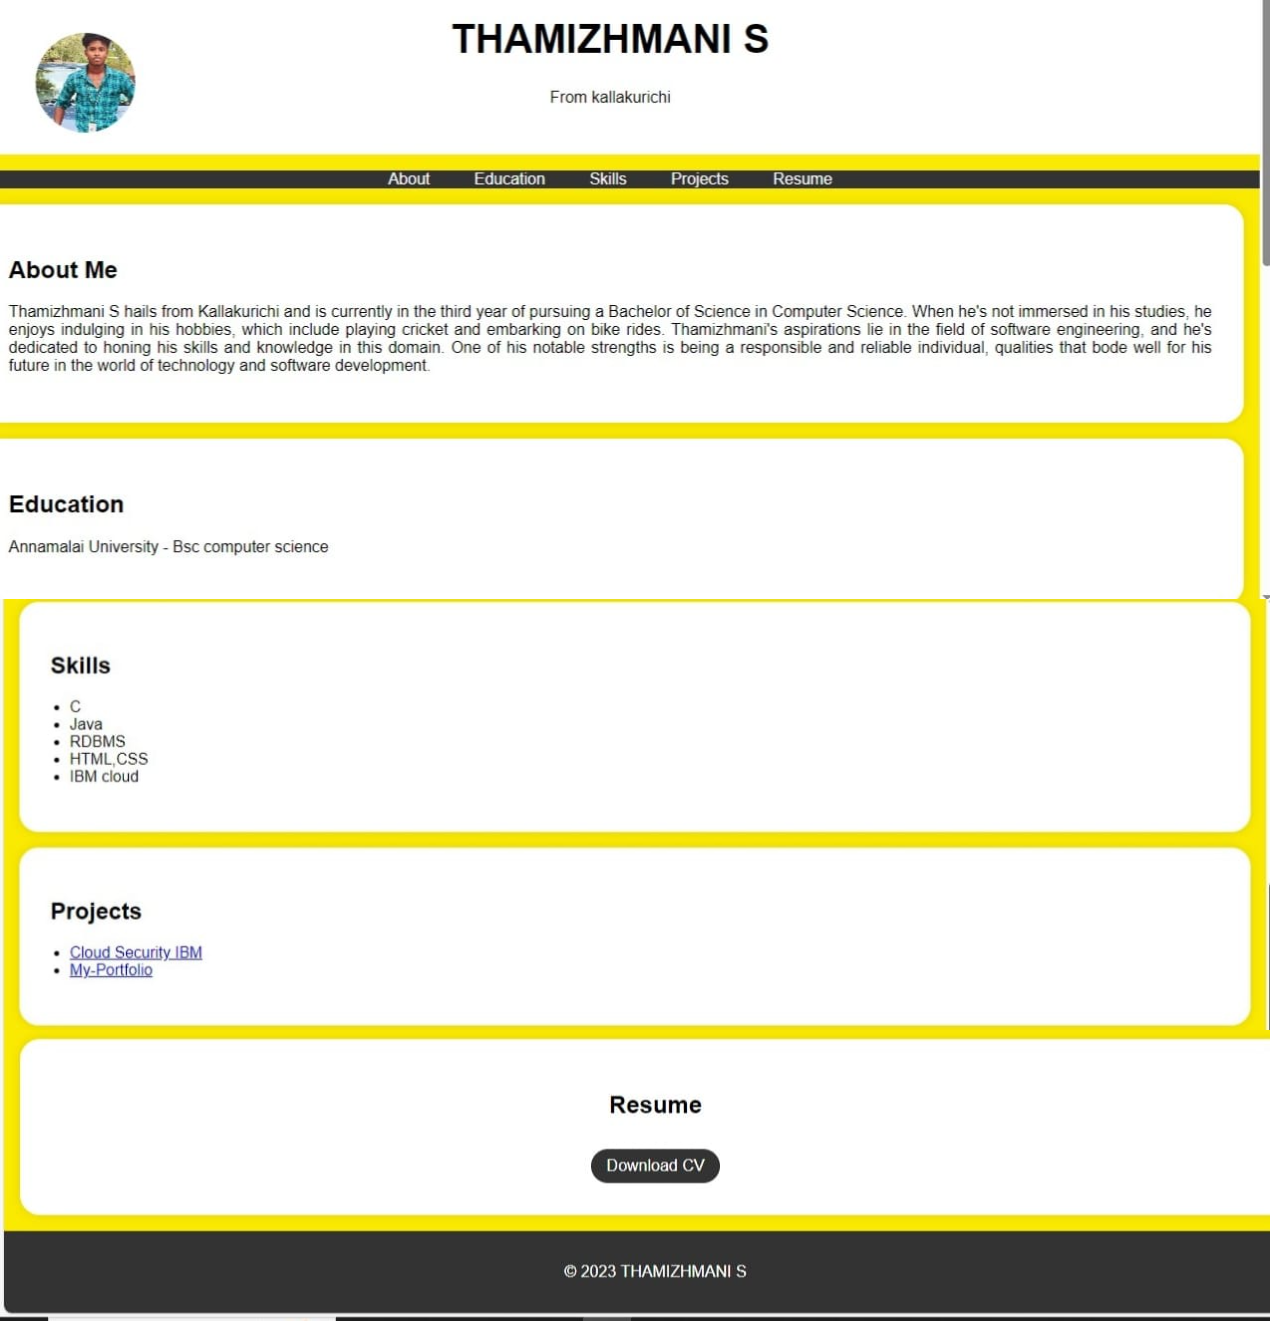 THAMIZHMANI S
From kallakurichi
About Education Skills Projects Resume
About Me
Thamizhmani S hails from Kallakurichi and is currently in the third year of pursuing a Bachelor of Science in Computer Science. When he's not immersed in his studies, he
enjoys indulging in his hobbies, which include playing cricket and embarking on bike rides. Thamizhmani's aspirations lie in the field of software engineering, and he's
dedicated to honing his skills and knowledge in this domain. One of his notable strengths is being a responsible and reliable individual, qualities that bode well for his
future in the world of technology and software development.
Education
Annamalai University - Bsc computer science
Skills
• C
• Java
• RDBMS
• HTML,CSS
• IBM cloud
Projects
• Cloud Security IBM
• My-Portfolio
Resume
Download CV
© 2023 THAMIZHMANI S